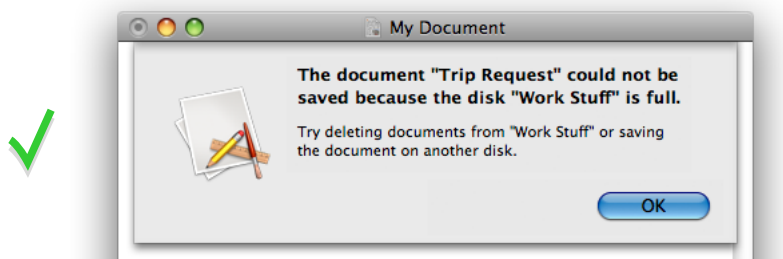 My Document
The document "Trip Request" could not be
saved because the disk "Work Stuff" is full.
Try deleting documents from "Work Stuff" or saving
the document on another disk.
OK